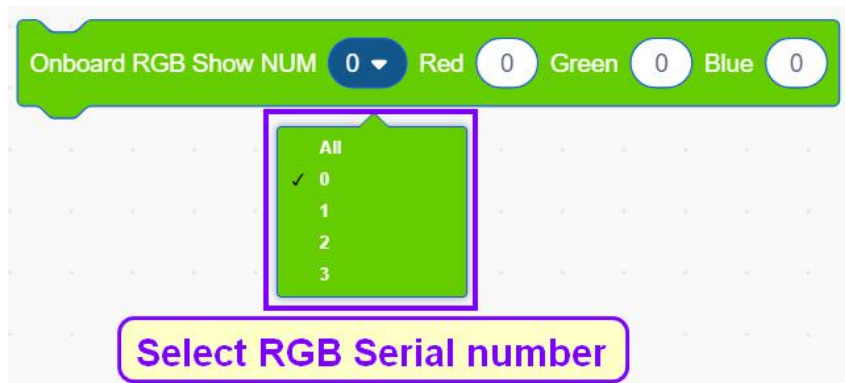 Onboard RGB Show NUM 0 Red 0 Green 0 Blue 0
All
✓ 0
1
2
3
Select RGB Serial number